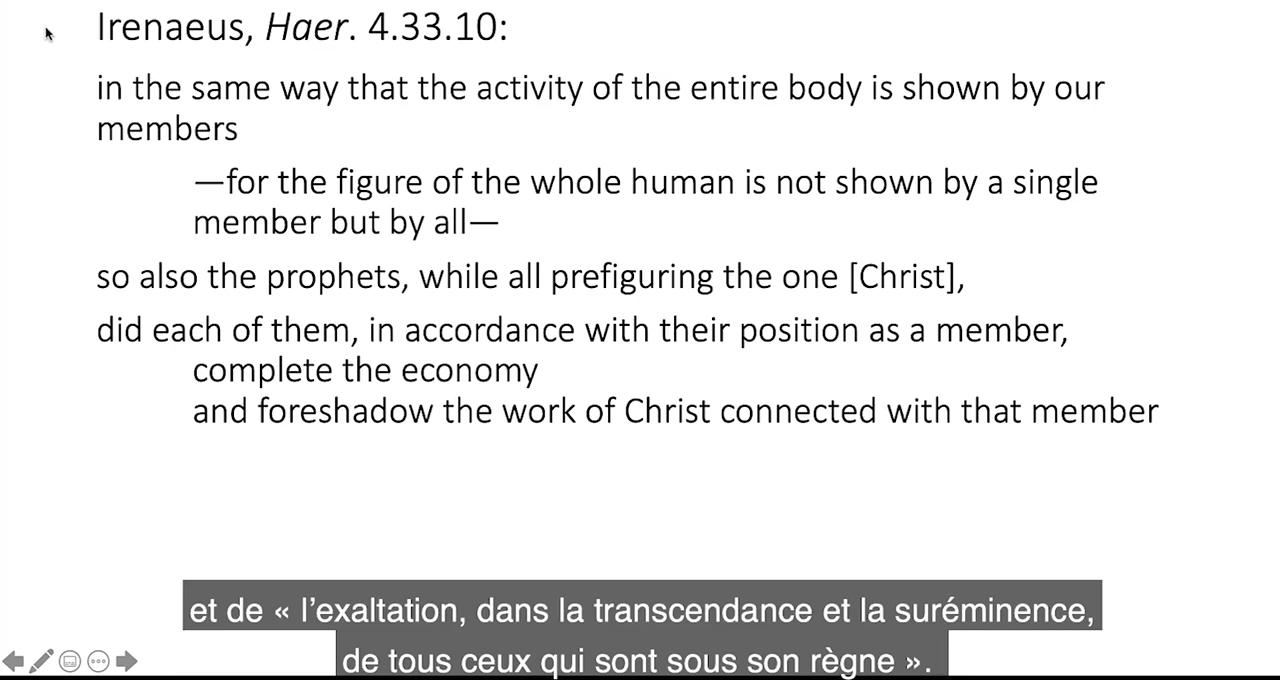 Irenaeus, Haer. 4.33.10:
in the same way that the activity of the entire body is shown by our
members
—for the figure of the whole human is not shown by a single
member but by all—
so also the prophets, while all prefiguring the one [Christ],
did each of them, in accordance with their position as a member,
complete the economy
and foreshadow the work of Christ connected with that member
et de « l’exaltation, dans la transcendance et la suréminence,
de tous ceux qui sont sous son règne ».